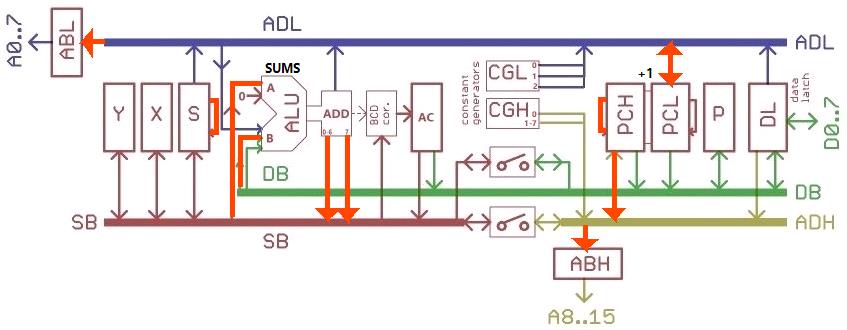 ADL
ADL
A0..7
ABL
SUMS
A
0
B
ALU
ADD
0-6 7
BCD cor.
AC
constant generators
CGL
0
1
2
CGH
0
1-7
+1
PCH
PCL
P
DL
data latch
D0..7
Y
X
S
DB
DB
SB
SB
ADH
ABH
A8..15